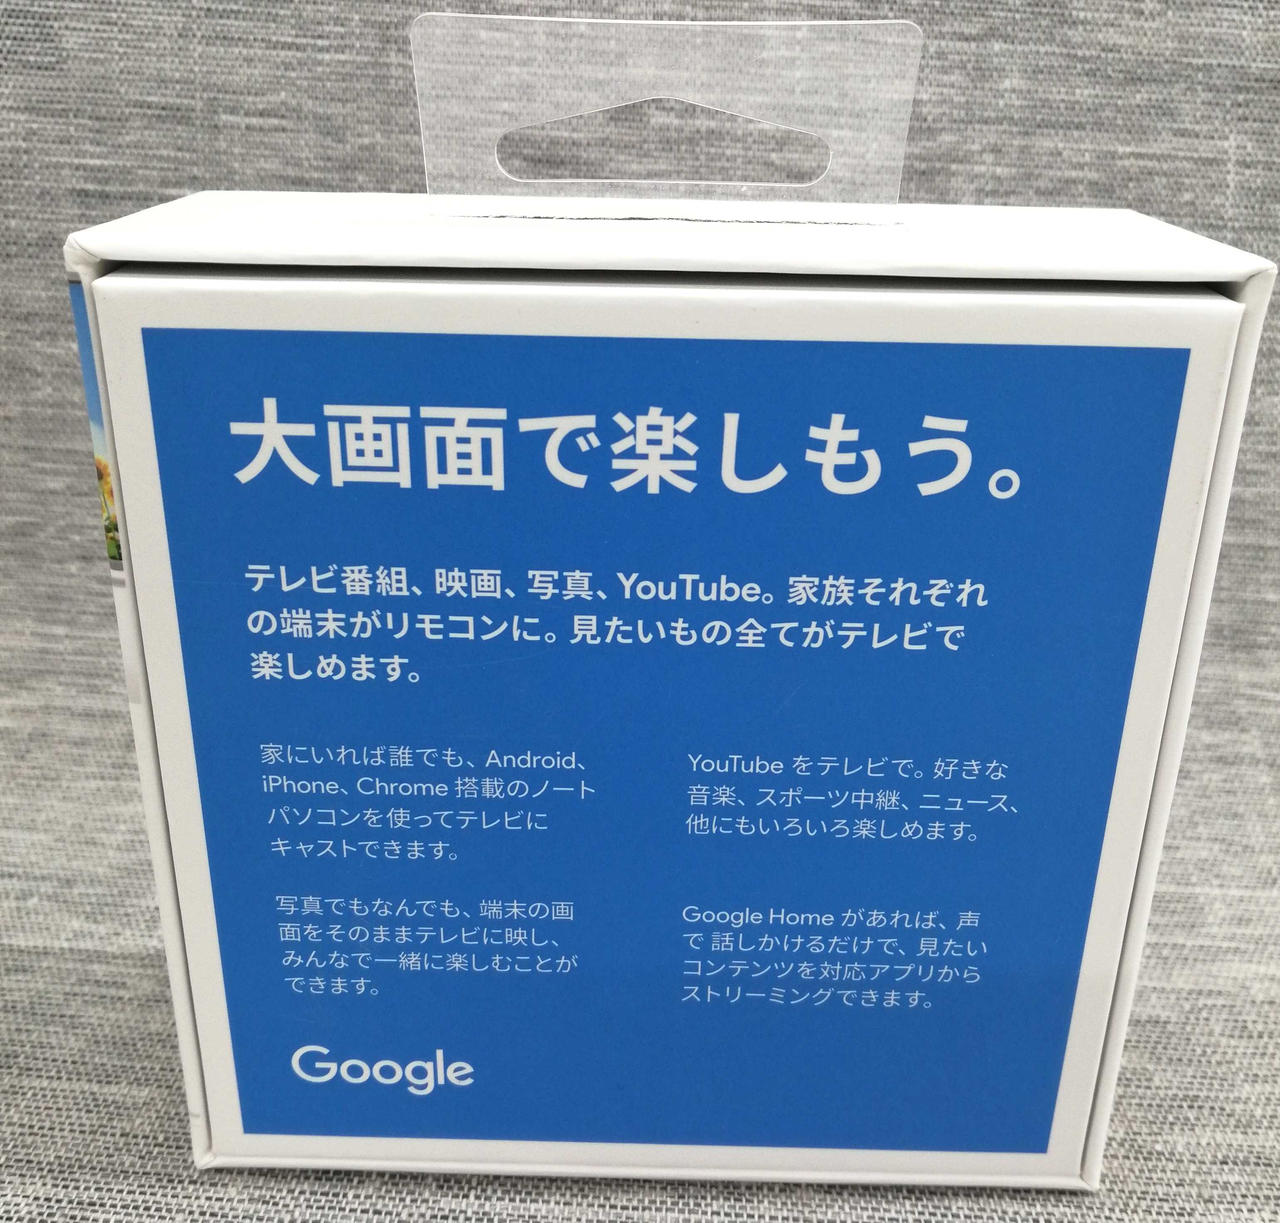 大画面で楽しもう。
テレビ番組、映画、写真、YouTube。家族それぞれ
の端末がリモコンに。見たいもの全てがテレビで
楽しめます。
家にいれば誰でも、Android、
iPhone、Chrome 搭載のノート
パソコンを使ってテレビに
キャストできます。
YouTube をテレビで。好きな
音楽、スポーツ中継、ニュース、
他にもいろいろ楽しめます。
写真でもなんでも、端末の画
面をそのままテレビに映し、
みんなで一緒に楽しむことが
できます。
Google Home があれば、声
で 話しかけるだけで、見たい
コンテンツを対応アプリから
ストリーミングできます。
Google